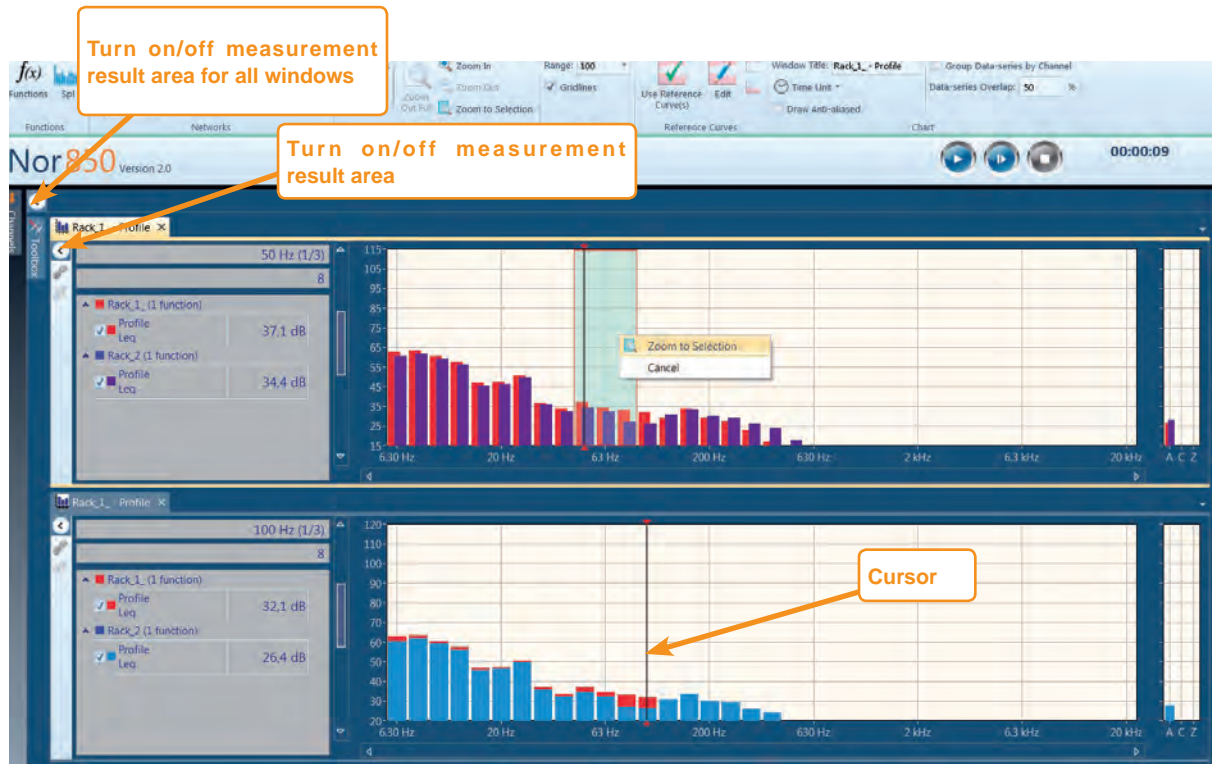 Turn on/off measurement
result area for all windows
f(x)
Functions Spl
Zoom In
Zoom Out
Zoom
Out Full
Zoom to Selection
Range: 100
Gridlines
Use Reference
Curve(s)
Edit
Window Title: Rack_1_ - Profile
Time Unit
Draw Anti-aliased
Group Data-series by Channel
Data-series Overlap: 50 %
Functions
Networks
Reference Curves
Chart
Turn on/off measurement
result area
Nor850 Version 2.0
00:00:09
Channels
Toolbox
Rack_1_ - Profile
50 Hz (1/3)
8
Rack_1_ (1 function)
Profile
Leq
37,1 dB
Rack_2 (1 function)
Profile
Leq
34,4 dB
115
105
95
85
75
65
55
45
35
25
15
Zoom to Selection
Cancel
6.30 Hz 20 Hz 63 Hz 200 Hz 630 Hz 2 kHz 6.3 kHz 20 kHz A C Z
Rack_1_ - Profile
100 Hz (1/3)
8
Rack_1_ (1 function)
Profile
Leq
32,1 dB
Rack_2 (1 function)
Profile
Leq
26,4 dB
120
110
100
90
80
70
60
50
40
30
20
Cursor
6.30 Hz 20 Hz 63 Hz 200 Hz 630 Hz 2 kHz 6.3 kHz 20 kHz A C Z